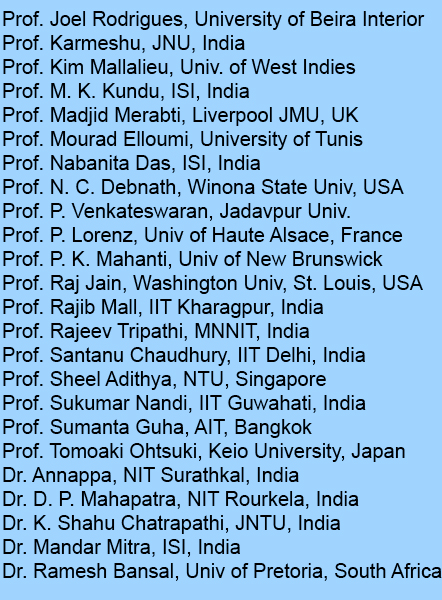 Prof. Joel Rodrigues, University of Beira Interior
Prof. Karmeshu, JNU, India
Prof. Kim Mallalieu, Univ. of West Indies
Prof. M. K. Kundu, ISI, India
Prof. Madjid Merabti, Liverpool JMU, UK
Prof. Mourad Elloumi, University of Tunis
Prof. Nabanita Das, ISI, India
Prof. N. C. Debnath, Winona State Univ, USA
Prof. P. Venkateswaran, Jadavpur Univ.
Prof. P. Lorenz, Univ of Haute Alsace, France
Prof. P. K. Mahanti, Univ of New Brunswick
Prof. Raj Jain, Washington Univ, St. Louis, USA
Prof. Rajib Mall, IIT Kharagpur, India
Prof. Rajeev Tripathi, MNNIT, India
Prof. Santanu Chaudhury, IIT Delhi, India
Prof. Sheel Adithya, NTU, Singapore
Prof. Sukumar Nandi, IIT Guwahati, India
Prof. Sumanta Guha, AIT, Bangkok
Prof. Tomoaki Ohtsuki, Keio University, Japan
Dr. Annappa, NIT Surathkal, India
Dr. D. P. Mahapatra, NIT Rourkela, India
Dr. K. Shahu Chatrapathi, JNTU, India
Dr. Mandar Mitra, ISI, India
Dr. Ramesh Bansal, Univ of Pretoria, South Africa